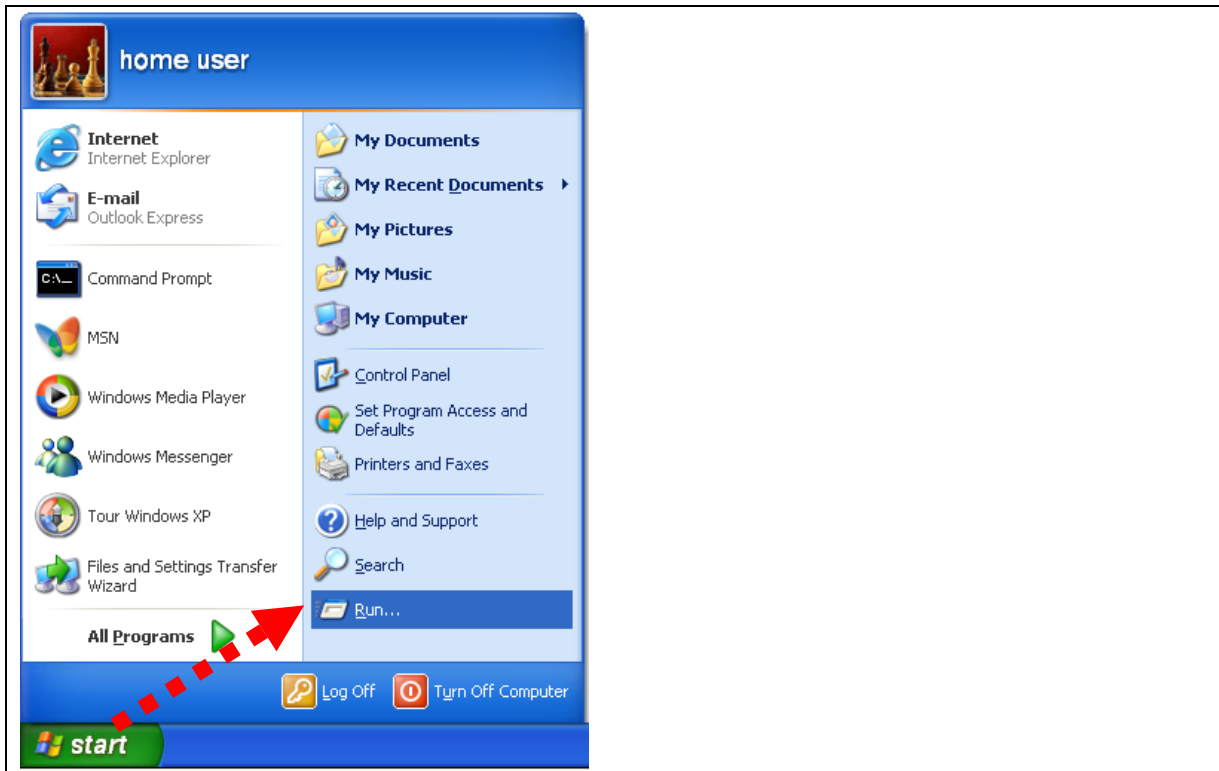 home user
Internet
Internet Explorer
E-mail
Outlook Express
C:\_
Command Prompt
MSN
Windows Media Player
Windows Messenger
Tour Windows XP
Files and Settings Transfer
Wizard
All Programs
My Documents
My Recent Documents
My Pictures
My Music
My Computer
Control Panel
Set Program Access and
Defaults
Printers and Faxes
Help and Support
Search
Run...
Log Off
Turn Off Computer
start